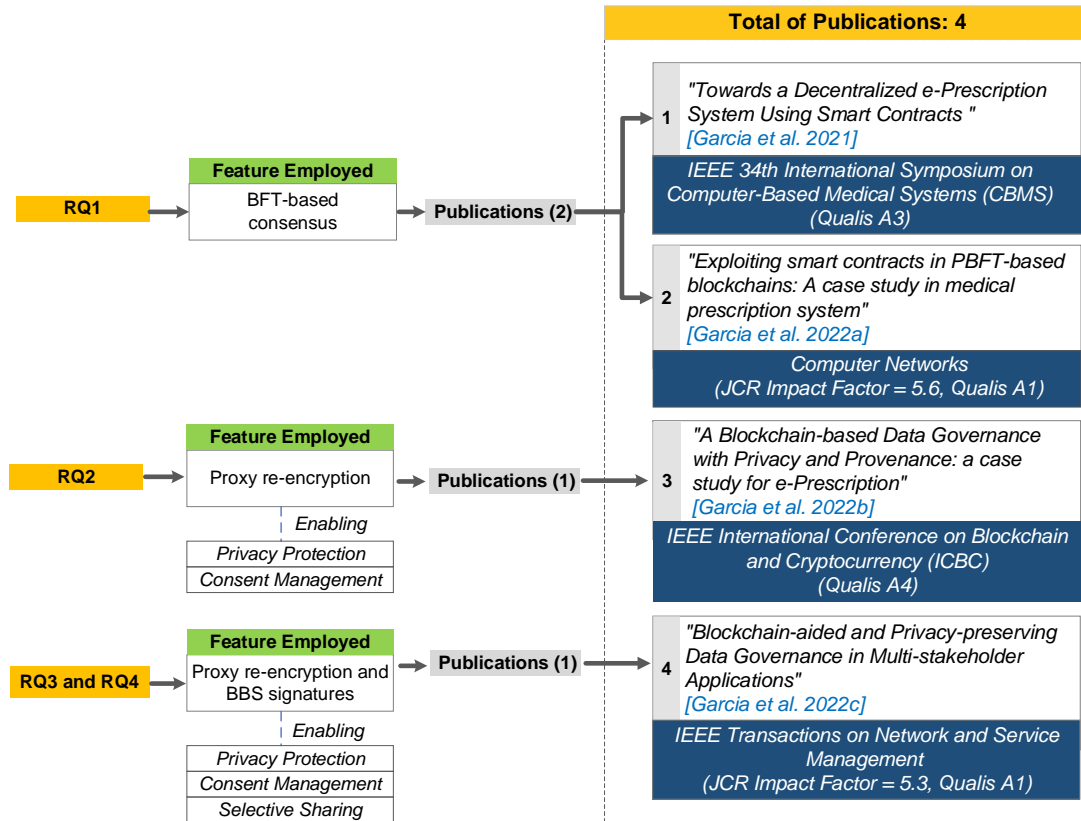 Total of Publications: 4
RQ1
Feature Employed
BFT-based
consensus
Publications (2)
1
"Towards a Decentralized e-Prescription
System Using Smart Contracts "
[Garcia et al. 2021]
IEEE 34th International Symposium on
Computer-Based Medical Systems (CBMS)
(Qualis A3)
2
"Exploiting smart contracts in PBFT-based
blockchains: A case study in medical
prescription system"
[Garcia et al. 2022a]
Computer Networks
(JCR Impact Factor = 5.6, Qualis A1)
RQ2
Feature Employed
Proxy re-encryption
Enabling
Privacy Protection
Consent Management
Publications (1)
3
"A Blockchain-based Data Governance
with Privacy and Provenance: a case
study for e-Prescription"
[Garcia et al. 2022b]
IEEE International Conference on Blockchain
and Cryptocurrency (ICBC)
(Qualis A4)
RQ3 and RQ4
Feature Employed
Proxy re-encryption and
BBS signatures
Enabling
Privacy Protection
Consent Management
Selective Sharing
Publications (1)
4
"Blockchain-aided and Privacy-preserving
Data Governance in Multi-stakeholder
Applications"
[Garcia et al. 2022c]
IEEE Transactions on Network and Service
Management
(JCR Impact Factor = 5.3, Qualis A1)